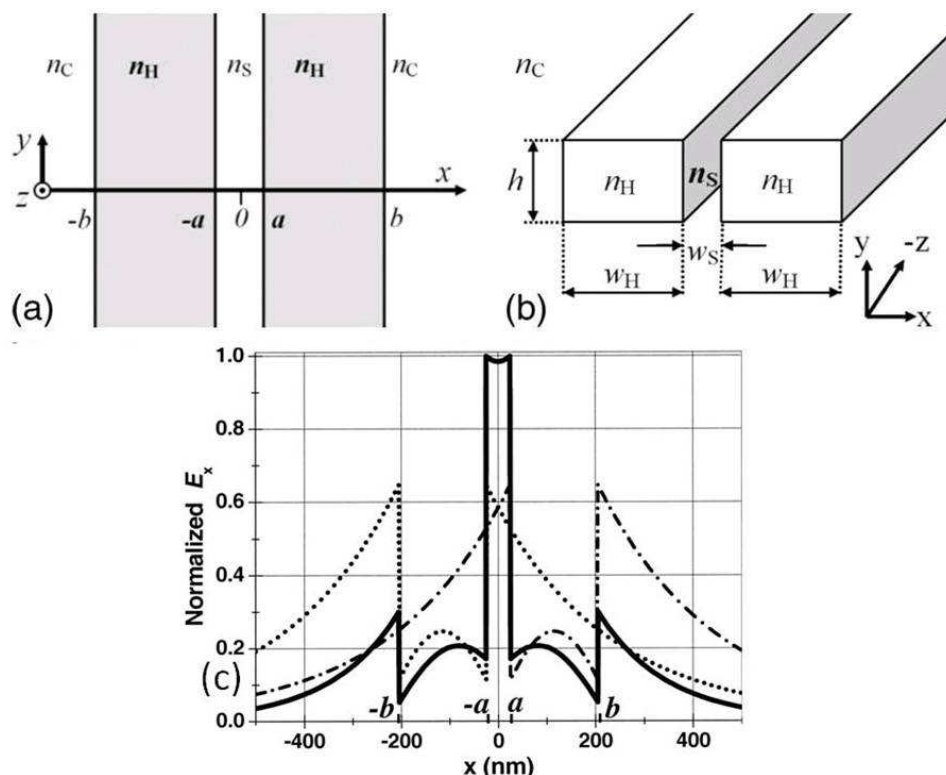 n_C n_H n_S n_H n_C
y
z
x
-b -a 0 a b
(a)
n_C
h
n_H n_S n_H
w_S
w_H w_H
y -z
x
(b)
Normalized E_x
1.0
0.8
0.6
0.4
0.2
0.0
(c)
-b -a a b
-400 -200 0 200 400
x (nm)